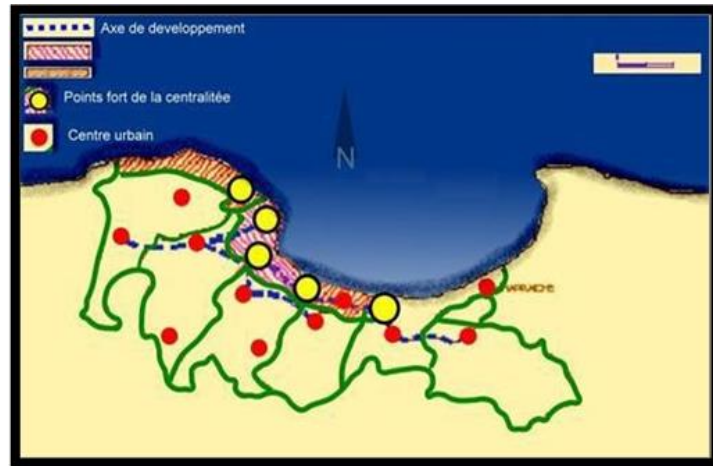 Axe de developpement
Points fort de la centralitée
Centre urbain
N